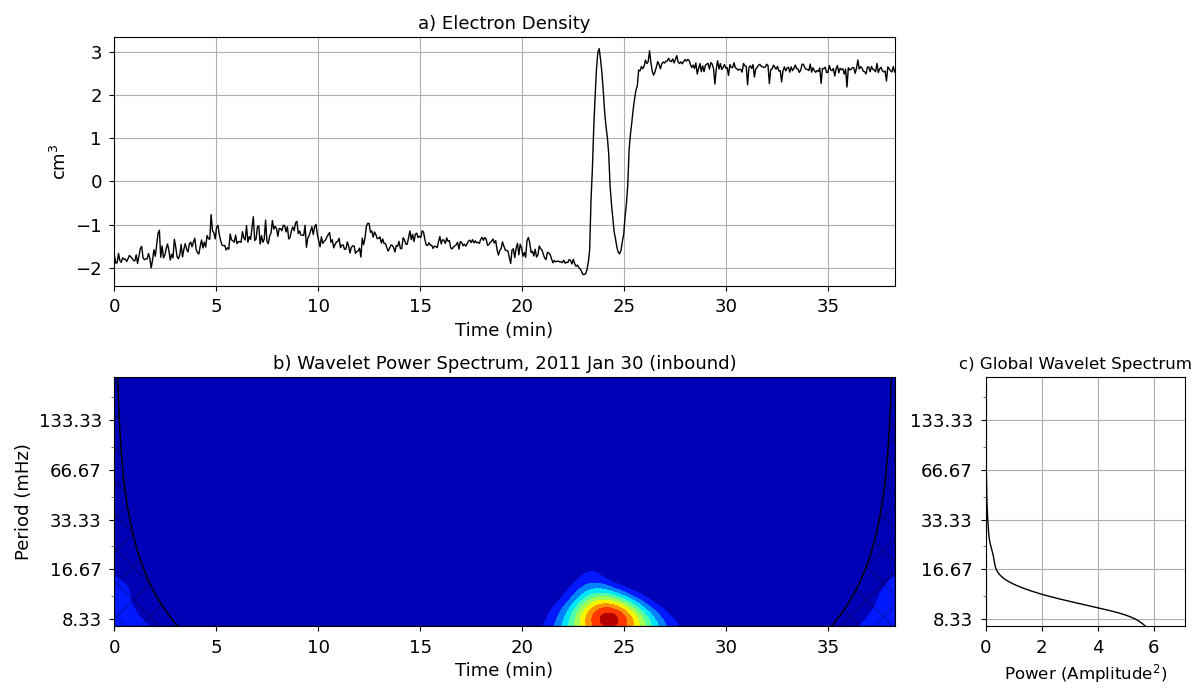 a) Electron Density
3
2
1
0
−1
−2
cm³
0 5 10 15 20 25 30 35
Time (min)
b) Wavelet Power Spectrum, 2011 Jan 30 (inbound)
133.33
66.67
33.33
16.67
8.33
Period (mHz)
0 5 10 15 20 25 30 35
Time (min)
c) Global Wavelet Spectrum
133.33
66.67
33.33
16.67
8.33
0 2 4 6
Power (Amplitude²)